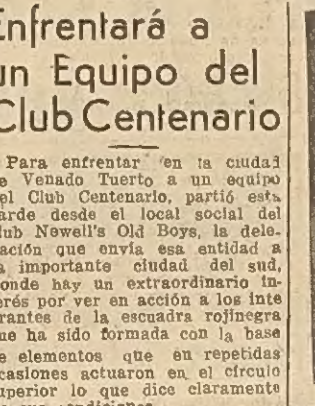 Enfrentará a
un Equipo del
Club Centenario
Para enfrentar en la ciudad
e Venado Tuerto a un equipo
el Club Centenario, partió esta
arde desde el local social del
lub Newell's Old Boys, la dele-
ación que envía esa entidad a
a importante ciudad del sud,
onde hay un extraordinario in-
erés por ver en acción a los inte
rantes de la escuadra rojinegra
ue ha sido formada con la base
e elementos que en repetidas
casiones actuaron en el círculo
uperior lo que dice claramente